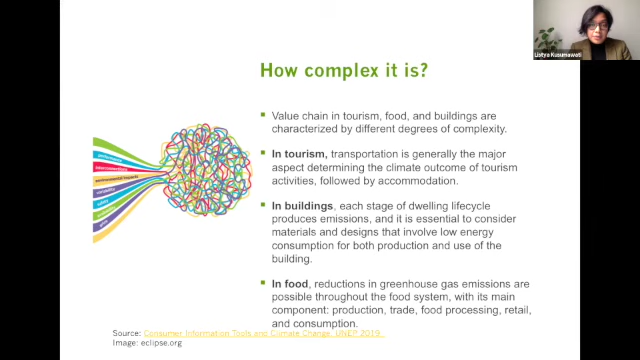 Listya Kusumawati
How complex it is?
Value chain in tourism, food, and buildings are
characterized by different degrees of complexity.
In tourism, transportation is generally the major
aspect determining the climate outcome of tourism
activities, followed by accommodation.
In buildings, each stage of dwelling lifecycle
produces emissions, and it is essential to consider
materials and designs that involve low energy
consumption for both production and use of the
building.
In food, reductions in greenhouse gas emissions are
possible throughout the food system, with its main
component: production, trade, food processing, retail,
and consumption.
environmental impacts
Source: Consumer Information Tools and Climate Change, UNEP 2019
Image: eclipse.org